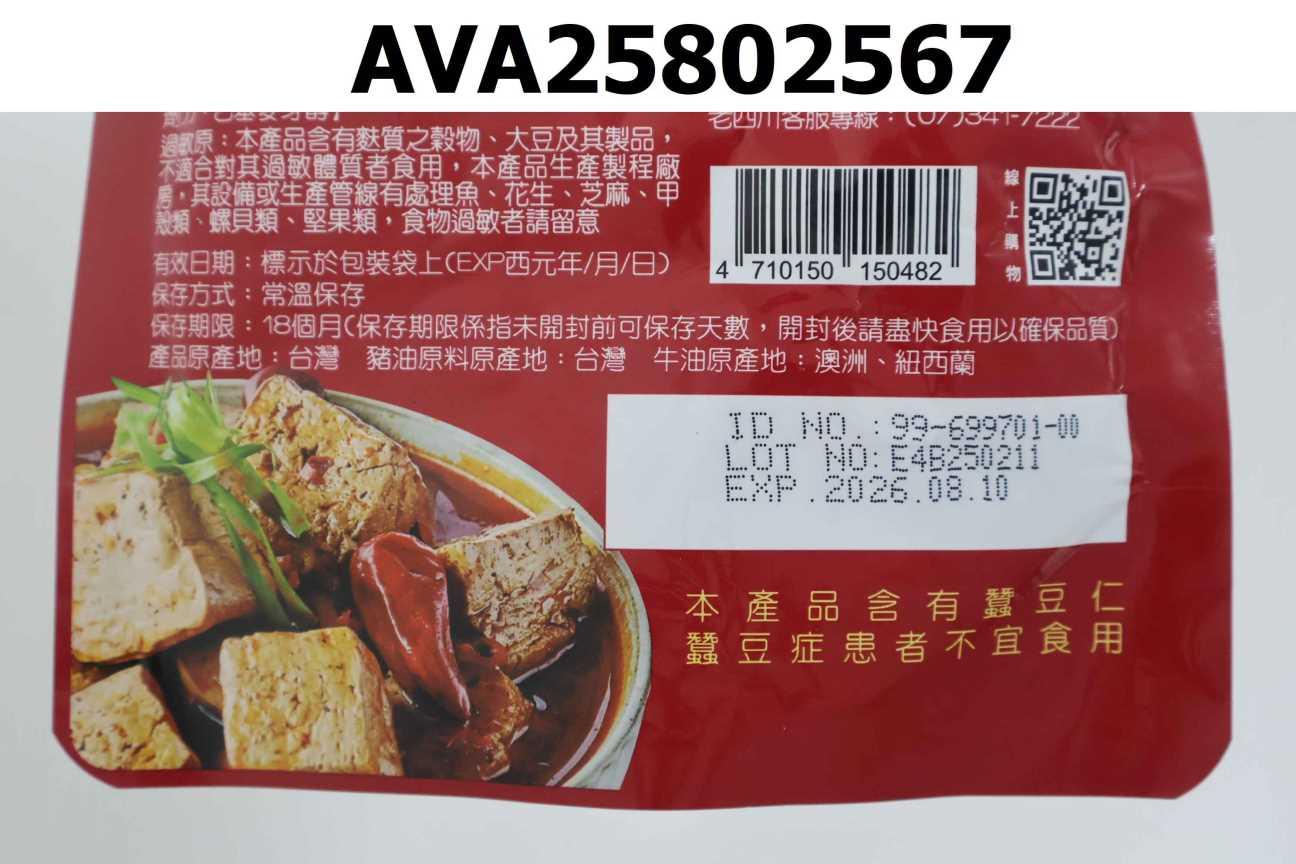 AVA25802567
老四川客服專線：(07)341-7222
過敏原：本產品含有麩質之穀物、大豆及其製品，
不適合對其過敏體質者食用，本產品生產製程廠
房，其設備或生產管線有處理魚、花生、芝麻、甲
殼類、螺貝類、堅果類，食物過敏者請留意
線上購物
4 710150 150482
有效日期：標示於包裝袋上(EXP西元年/月/日)
保存方式：常溫保存
保存期限：18個月(保存期限係指未開封前可保存天數，開封後請盡快食用以確保品質)
產品原產地：台灣 豬油原料原產地：台灣 牛油原產地：澳洲、紐西蘭
ID NO.:99-699701-00
LOT NO:E4B250211
EXP.2026.08.10
本產品含有蠶豆仁
蠶豆症患者不宜食用